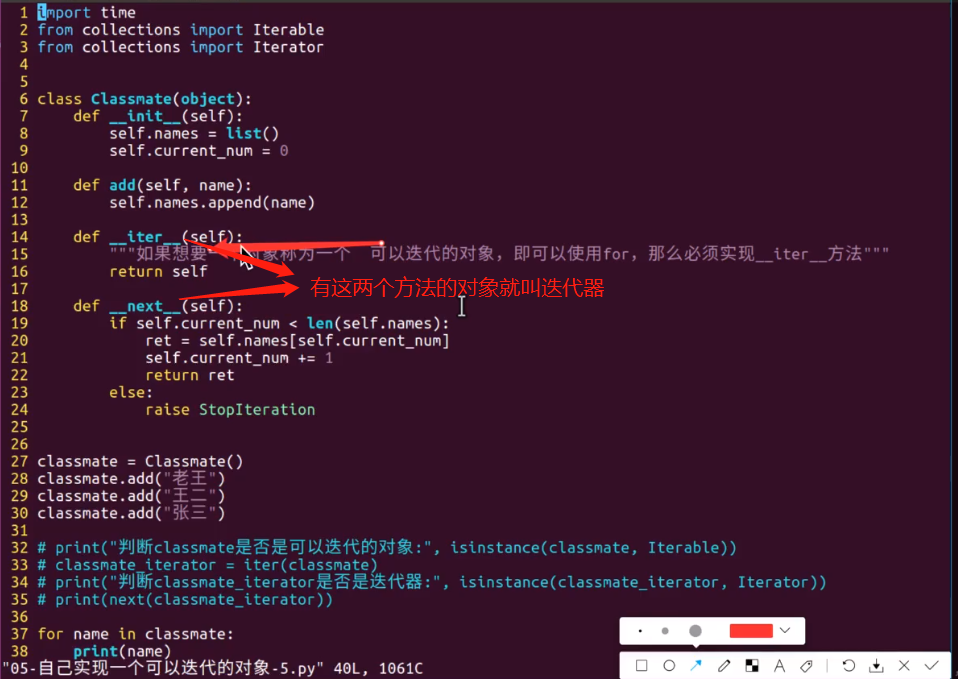 1 import time
2 from collections import Iterable
3 from collections import Iterator
4
5
6 class Classmate(object):
7     def __init__(self):
8         self.names = list()
9         self.current_num = 0
10
11     def add(self, name):
12         self.names.append(name)
13
14     def __iter__(self):
15         """如果想要 对象称为一个 可以迭代的对象，即可以使用for，那么必须实现__iter__方法"""
16         return self
17
有这两个方法的对象就叫迭代器
18     def __next__(self):
19         if self.current_num < len(self.names):
20             ret = self.names[self.current_num]
21             self.current_num += 1
22             return ret
23         else:
24             raise StopIteration
25
26
27 classmate = Classmate()
28 classmate.add("老王")
29 classmate.add("王二")
30 classmate.add("张三")
31
32 # print("判断classmate是否是可以迭代的对象:", isinstance(classmate, Iterable))
33 # classmate_iterator = iter(classmate)
34 # print("判断classmate_iterator是否是迭代器:", isinstance(classmate_iterator, Iterator))
35 # print(next(classmate_iterator))
36
37 for name in classmate:
38     print(name)
"05-自己实现一个可以迭代的对象-5.py" 40L, 1061C
A